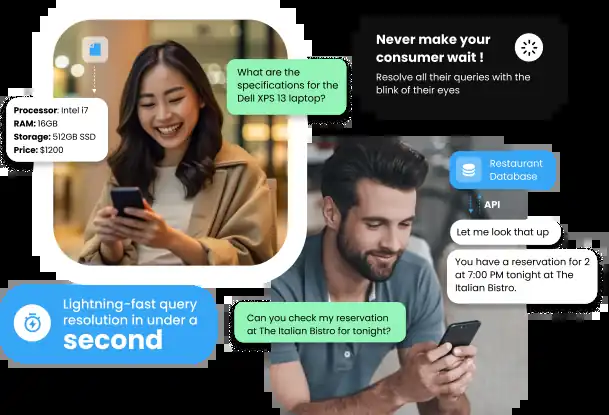 Never make your
consumer wait !
Resolve all their queries with the
blink of their eyes
What are the
specifications for the
Dell XPS 13 laptop?
Processor: Intel i7
RAM: 16GB
Storage: 512GB SSD
Price: $1200
Restaurant
Database
API
Let me look that up
You have a reservation for 2
at 7:00 PM tonight at The
Italian Bistro.
Lightning-fast query
resolution in under a
second
Can you check my reservation
at The Italian Bistro for tonight?